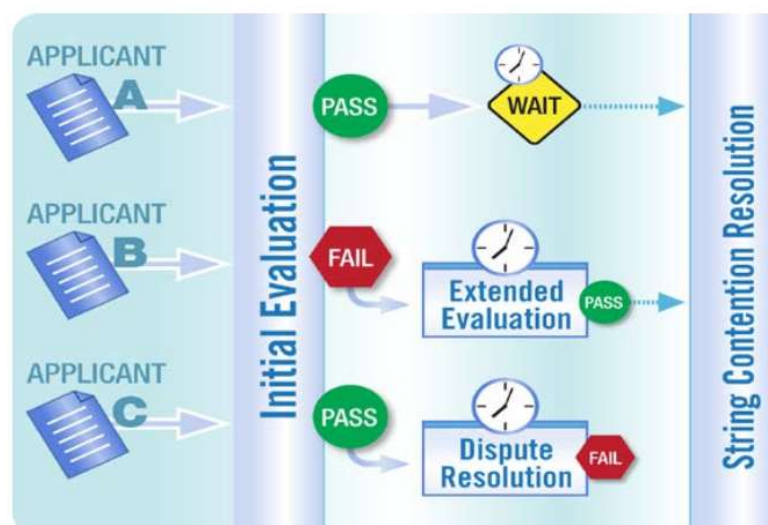 APPLICANT
A
PASS
WAIT
APPLICANT
B
FAIL
Extended
Evaluation
PASS
APPLICANT
C
PASS
Dispute
Resolution
FAIL
Initial Evaluation
String Contention Resolution